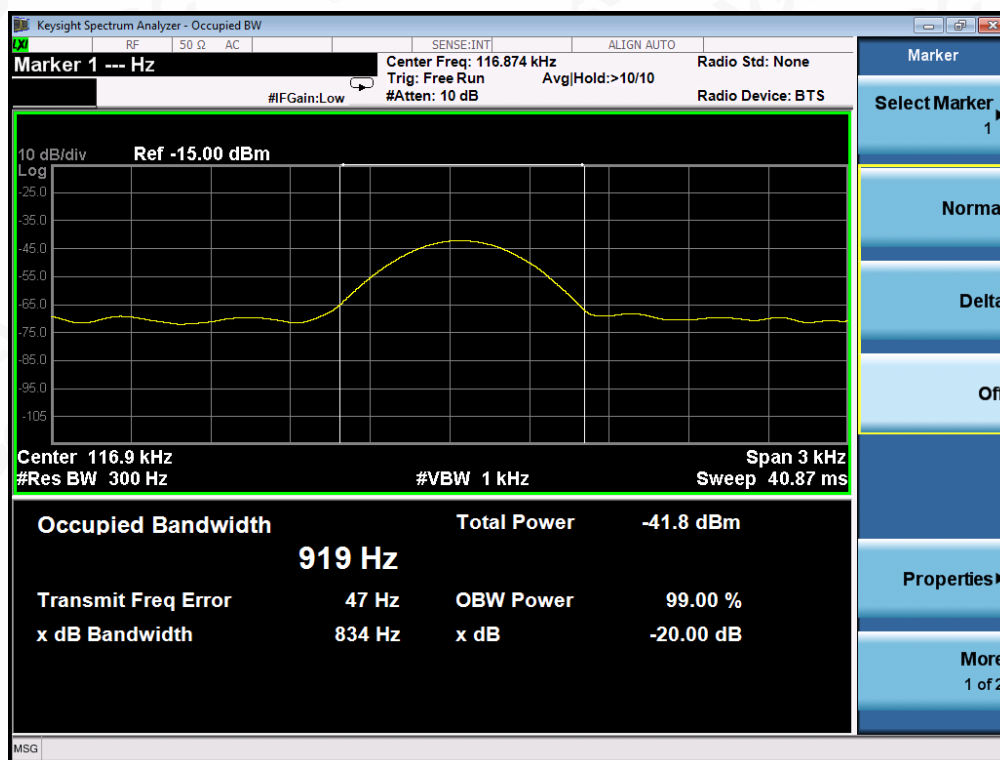 Keysight Spectrum Analyzer - Occupied BW
LXI RF 50 Ω AC SENSE:INT ALIGN AUTO
Marker 1 --- Hz
Center Freq: 116.874 kHz Radio Std: None
Trig: Free Run Avg|Hold:>10/10
#IFGain:Low #Atten: 10 dB Radio Device: BTS
10 dB/div Ref -15.00 dBm
Log
-25.0
-35.0
-45.0
-55.0
-65.0
-75.0
-85.0
-95.0
-105
Center 116.9 kHz Span 3 kHz
#Res BW 300 Hz #VBW 1 kHz Sweep 40.87 ms
Occupied Bandwidth Total Power -41.8 dBm
919 Hz
Transmit Freq Error 47 Hz OBW Power 99.00 %
x dB Bandwidth 834 Hz x dB -20.00 dB
MSG
Marker
Select Marker
1
Norma
Delta
Off
Properties
More
1 of 2